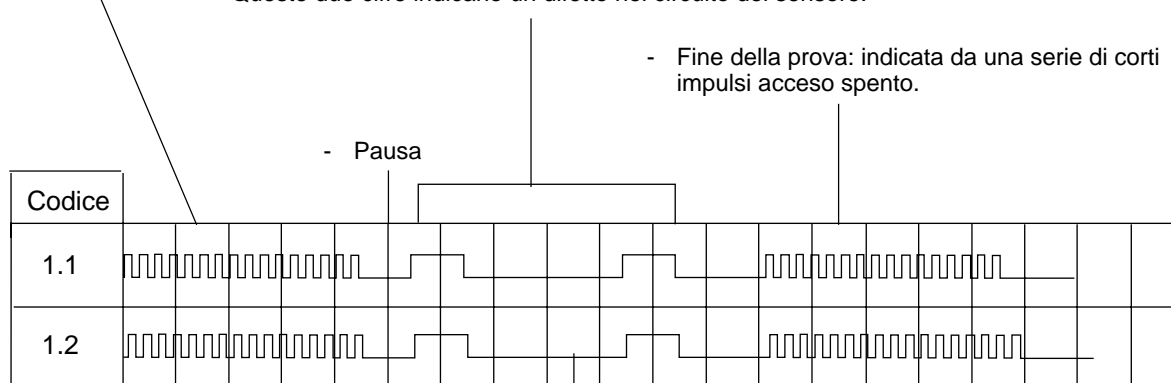 Queste due cifre indicano un difetto nel circuito del sensore.
- Fine della prova: indicata da una serie di corti
impulsi acceso spento.
- Pausa
Codice
1.1
1.2